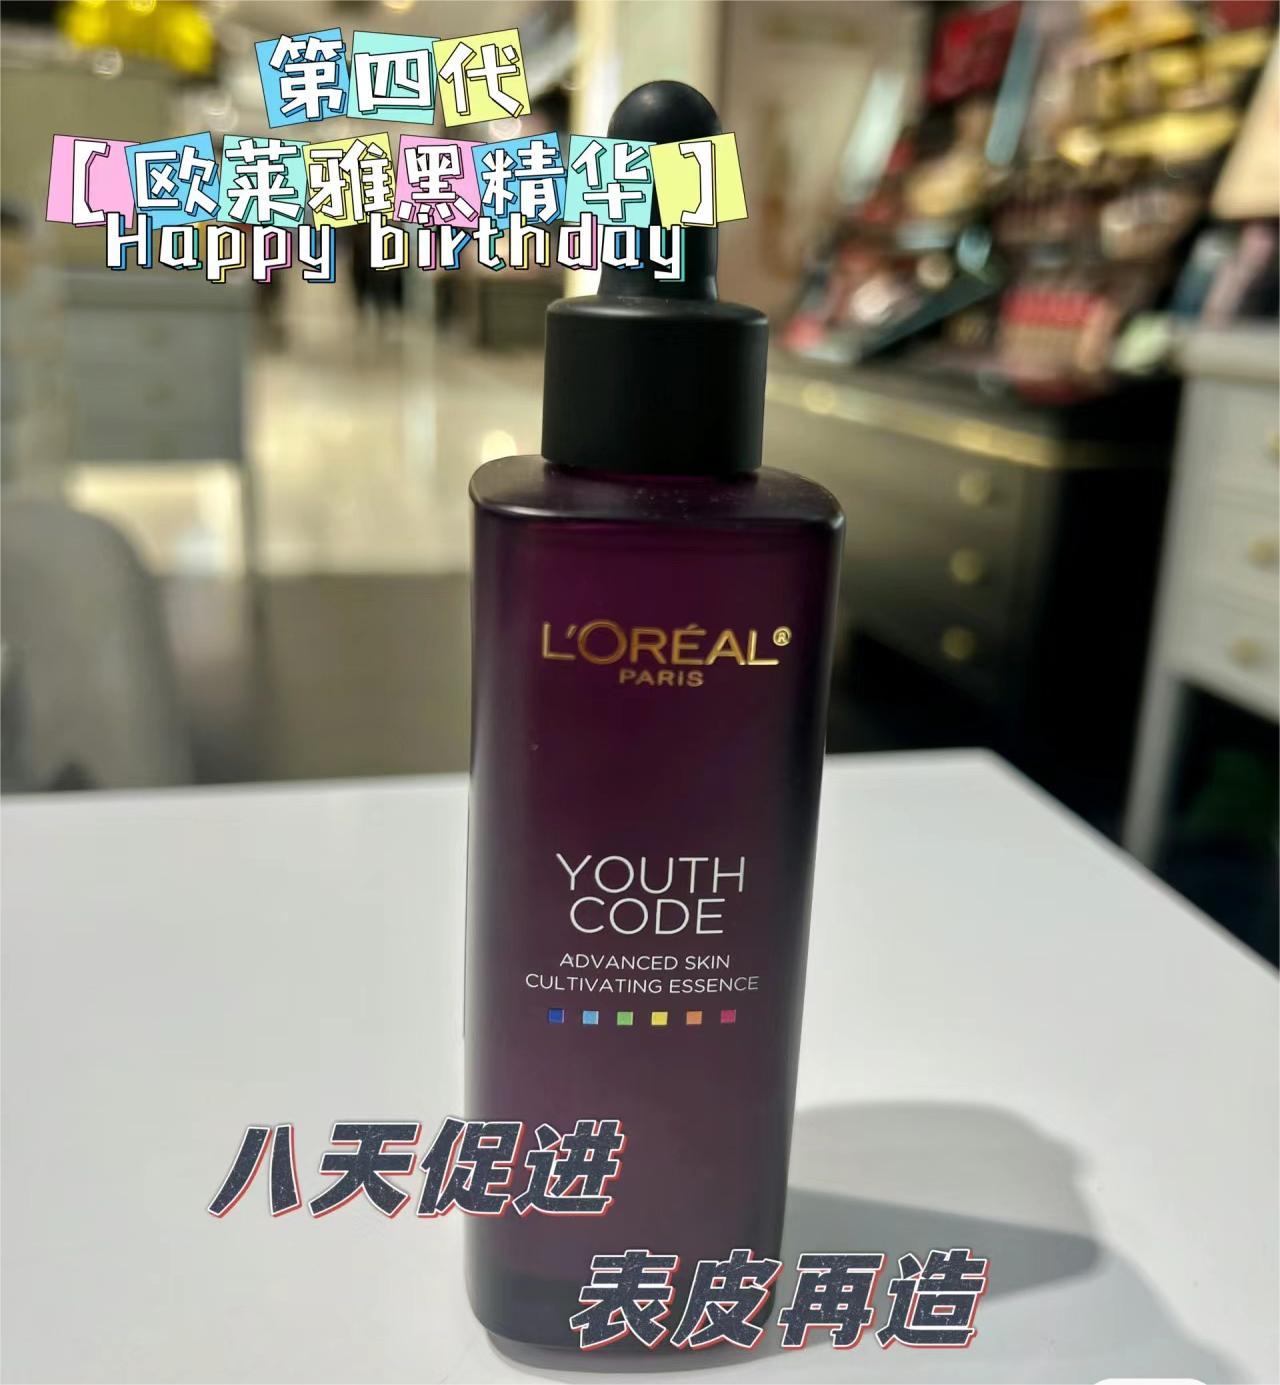 第四代
【欧莱雅黑精华】
Happy birthday
L'ORÉAL®
PARIS
YOUTH
CODE
ADVANCED SKIN
CULTIVATING ESSENCE
八天促进
表皮再造